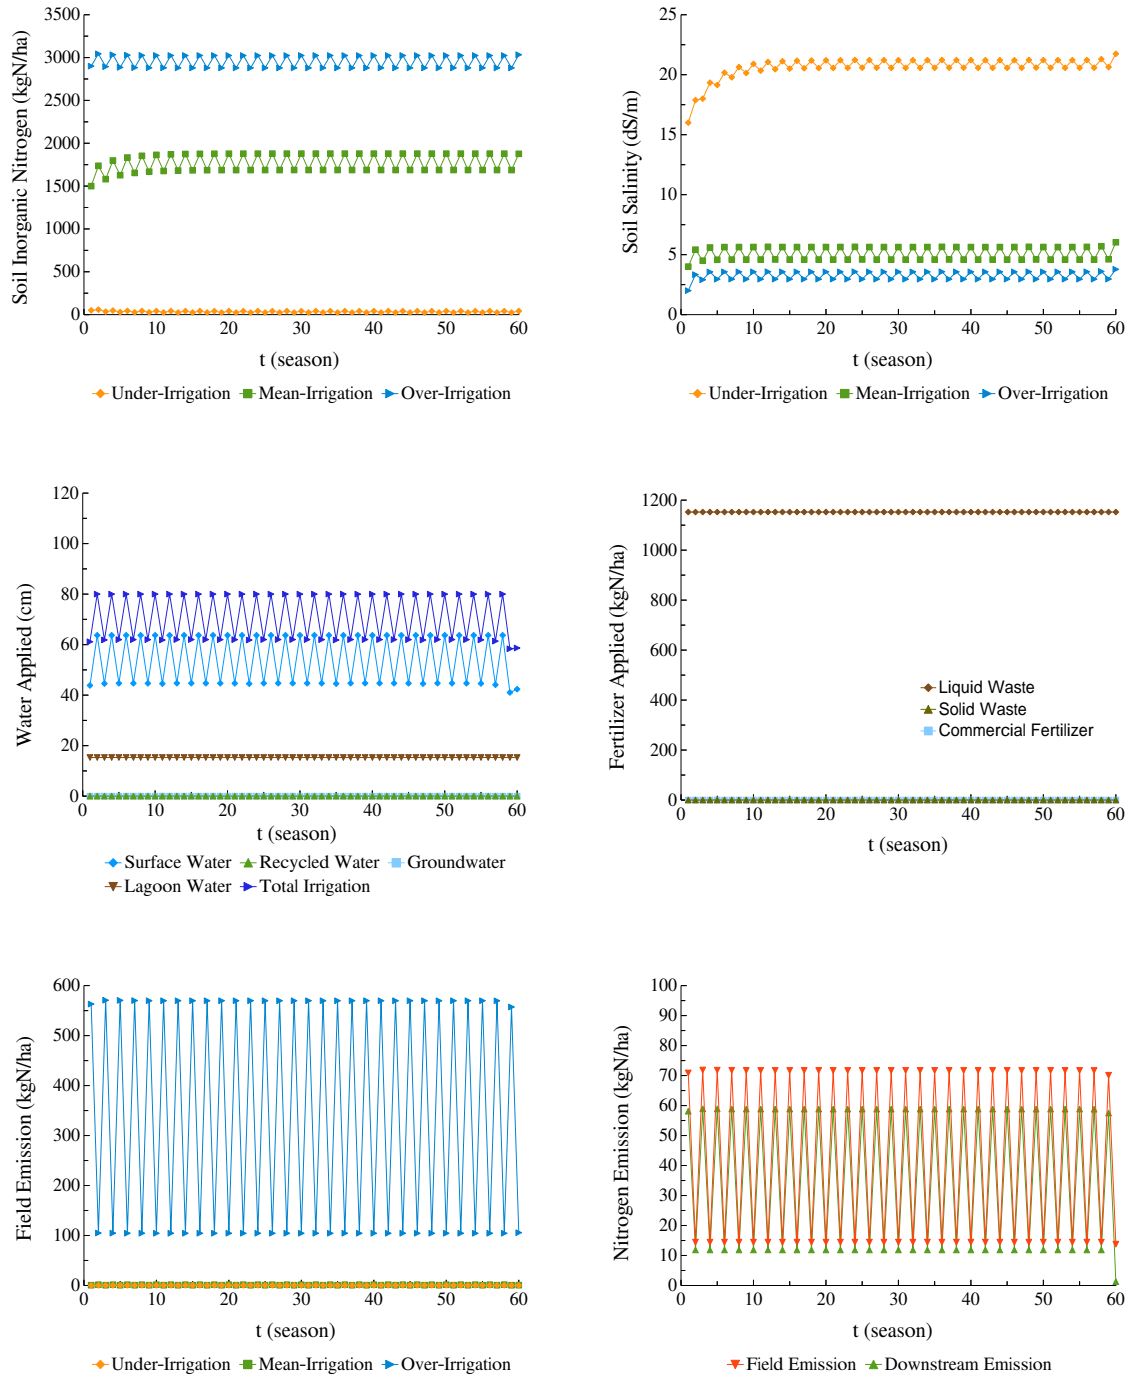 Soil Inorganic Nitrogen (kgN/ha)
3500
3000
2500
2000
1500
1000
500
0
0 10 20 30 40 50 60
t (season)
Under-Irrigation Mean-Irrigation Over-Irrigation
Soil Salinity (dS/m)
25
20
15
10
5
0
0 10 20 30 40 50 60
t (season)
Under-Irrigation Mean-Irrigation Over-Irrigation
Water Applied (cm)
120
100
80
60
40
20
0
0 10 20 30 40 50 60
t (season)
Surface Water Recycled Water Groundwater
Lagoon Water Total Irrigation
Fertilizer Applied (kgN/ha)
1200
1000
800
600
400
200
0
Liquid Waste
Solid Waste
Commercial Fertilizer
0 10 20 30 40 50 60
t (season)
Field Emission (kgN/ha)
600
500
400
300
200
100
0
0 10 20 30 40 50 60
t (season)
Under-Irrigation Mean-Irrigation Over-Irrigation
Nitrogen Emission (kgN/ha)
100
90
80
70
60
50
40
30
20
10
0
0 10 20 30 40 50 60
t (season)
Field Emission Downstream Emission